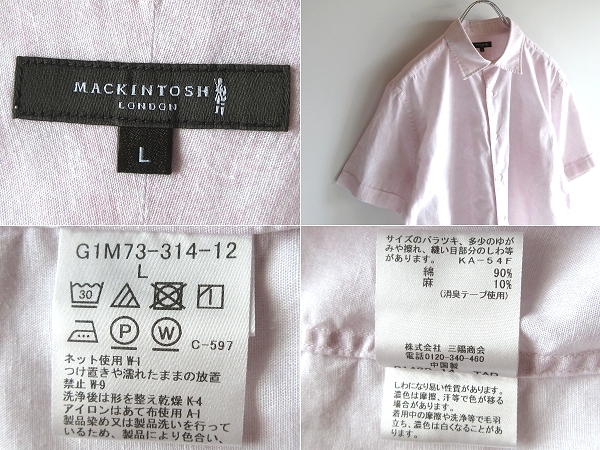 MACKINTOSH
LONDON
L
G1M73-314-12
L
30
P
W
C-597
ネット使用 W-1
つけ置きや濡れたままの放置
禁止 W-9
洗浄後は形を整え乾燥 K-4
アイロンはあて布使用 A-1
製品染め又は製品洗いを行って
いるため、製品により色合い、
サイズのバラツキ、多少のゆが
みや擦れ、縫い目部分のしわ等
があります。 KA-54F
綿 90%
麻 10%
(消臭テープ使用)
株式会社 三陽商会
電話0120-340-460
中国製
しわになり易い性質があります。
濃色は摩擦、汗等で色が移る
場合があります。
着用中の摩擦や洗浄等で毛羽
立ち、濃色は白くなることがあ
ります。